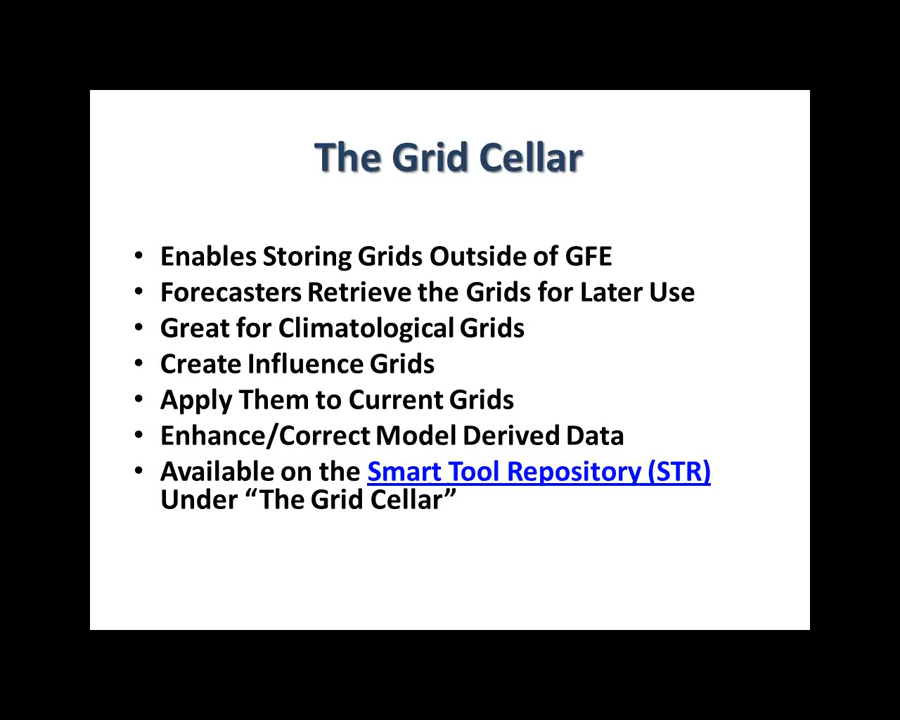 The Grid Cellar
• Enables Storing Grids Outside of GFE
• Forecasters Retrieve the Grids for Later Use
• Great for Climatological Grids
• Create Influence Grids
• Apply Them to Current Grids
• Enhance/Correct Model Derived Data
• Available on the Smart Tool Repository (STR)
Under “The Grid Cellar”